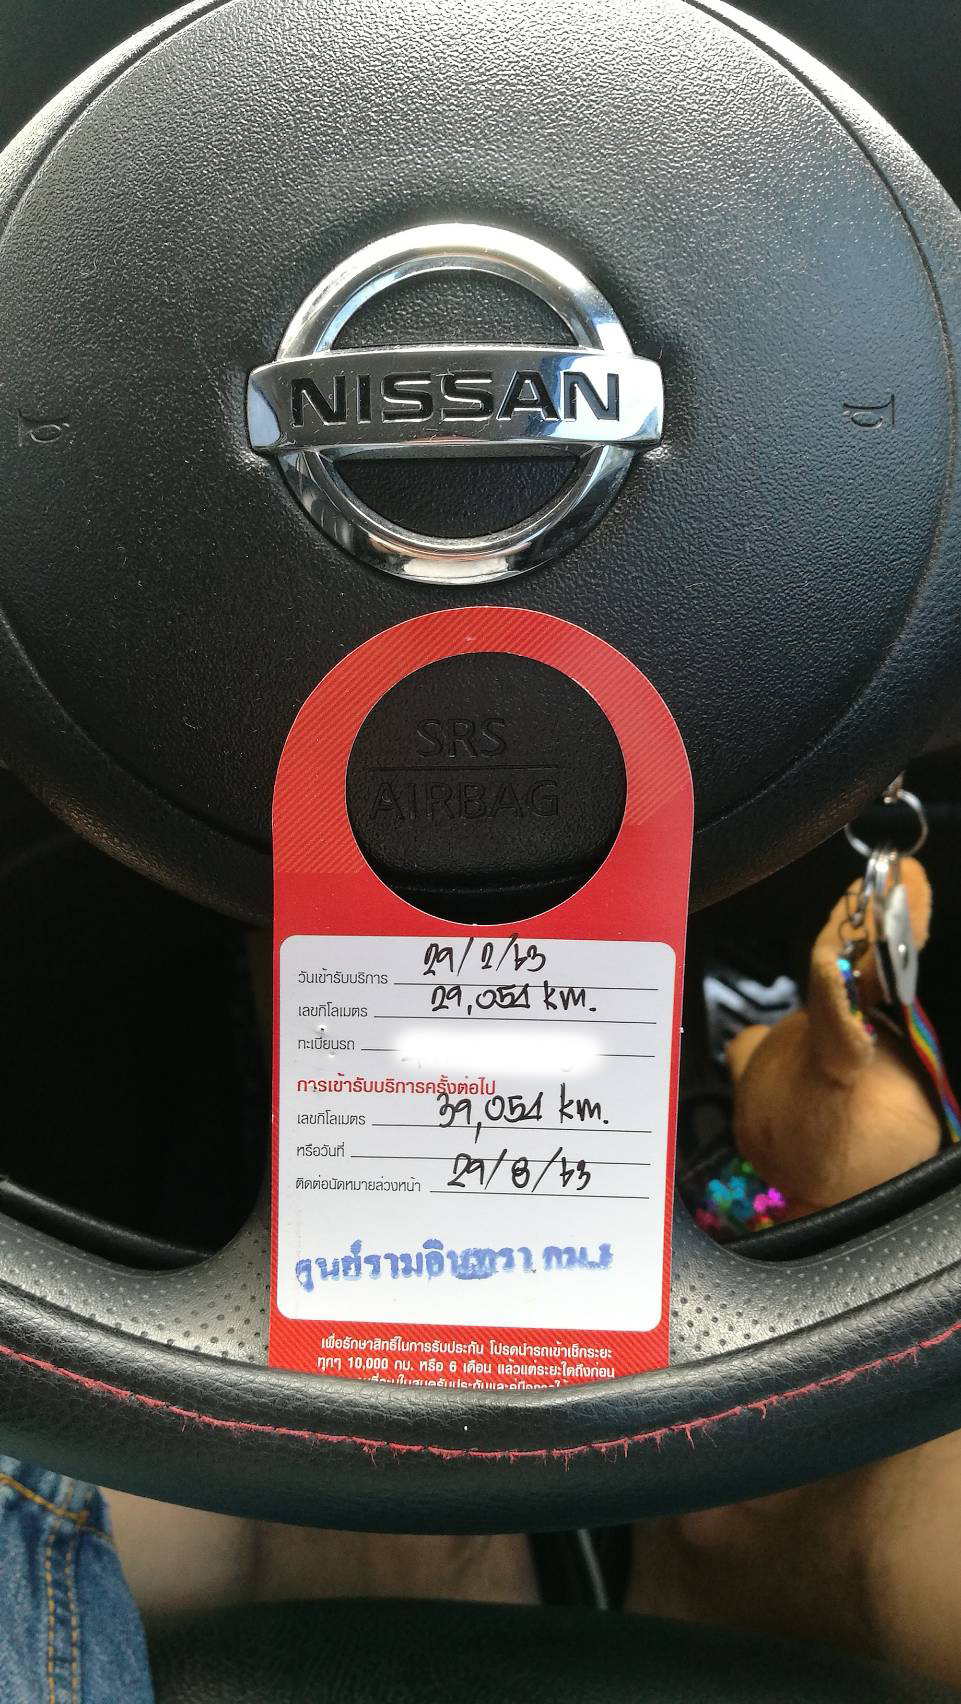 NISSAN
SRS
AIRBAG
วันเข้ารับบริการ 29/2/63
เลขกิโลเมตร 29,054 km.
ทะเบียนรถ
การเข้ารับบริการครั้งต่อไป
เลขกิโลเมตร 39,054 km.
หรือวันที่ 29/8/63
ติดต่อนัดหมายล่วงหน้า
ศูนย์รามอินทรา กม.
เพื่อรักษาสิทธิ์ในการรับประกัน โปรดนำรถเข้าเช็กระยะ
ทุกๆ 10,000 กม. หรือ 6 เดือน แล้วแต่ระยะใดถึงก่อน